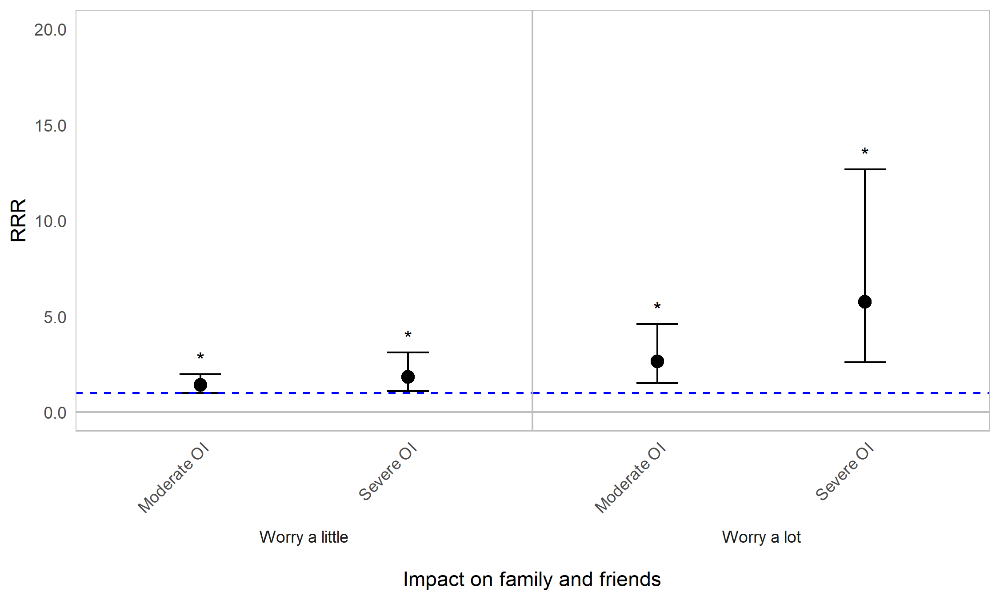 20.0
15.0
10.0
5.0
0.0
RRR
*
*
*
*
Moderate OI
Severe OI
Moderate OI
Severe OI
Worry a little
Worry a lot
Impact on family and friends